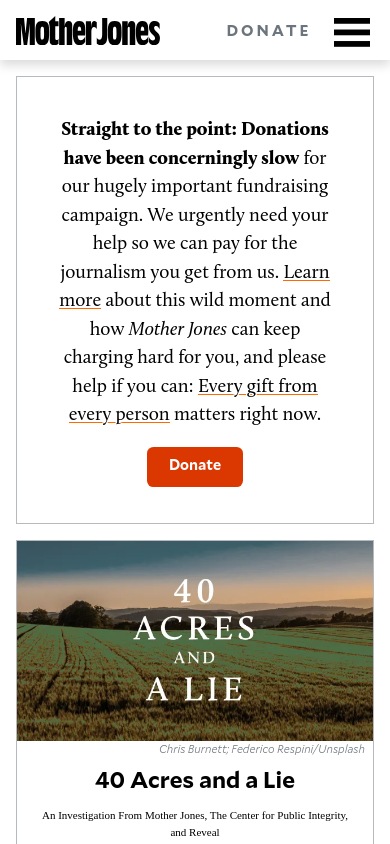 Mother Jones
DONATE
Straight to the point: Donations
have been concerningly slow for
our hugely important fundraising
campaign. We urgently need your
help so we can pay for the
journalism you get from us. Learn
more about this wild moment and
how Mother Jones can keep
charging hard for you, and please
help if you can: Every gift from
every person matters right now.
Donate
40
ACRES
AND
A LIE
Chris Burnett; Federico Respini/Unsplash
40 Acres and a Lie
An Investigation From Mother Jones, The Center for Public Integrity,
and Reveal